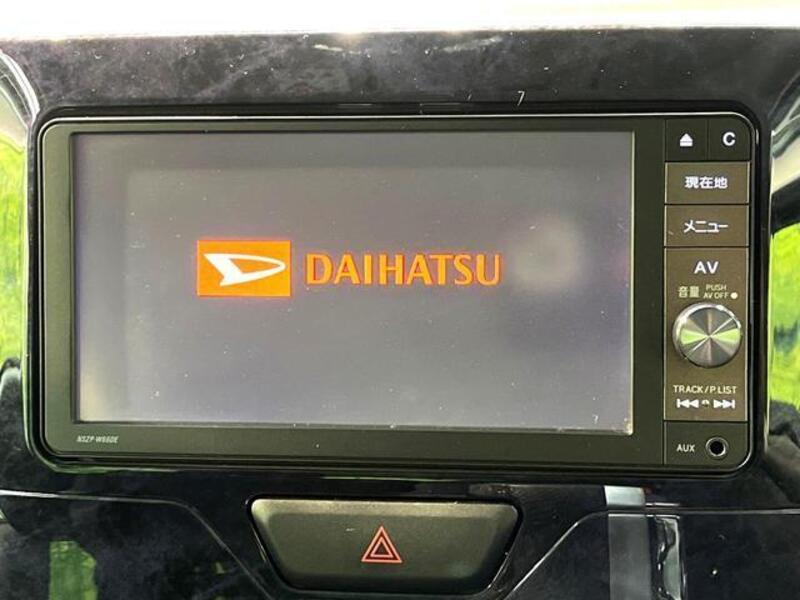 C
現在地
メニュー
DAIHATSU
AV
音量 PUSH
AV OFF
TRACK/P.LIST
NSZP-W66DE
AUX